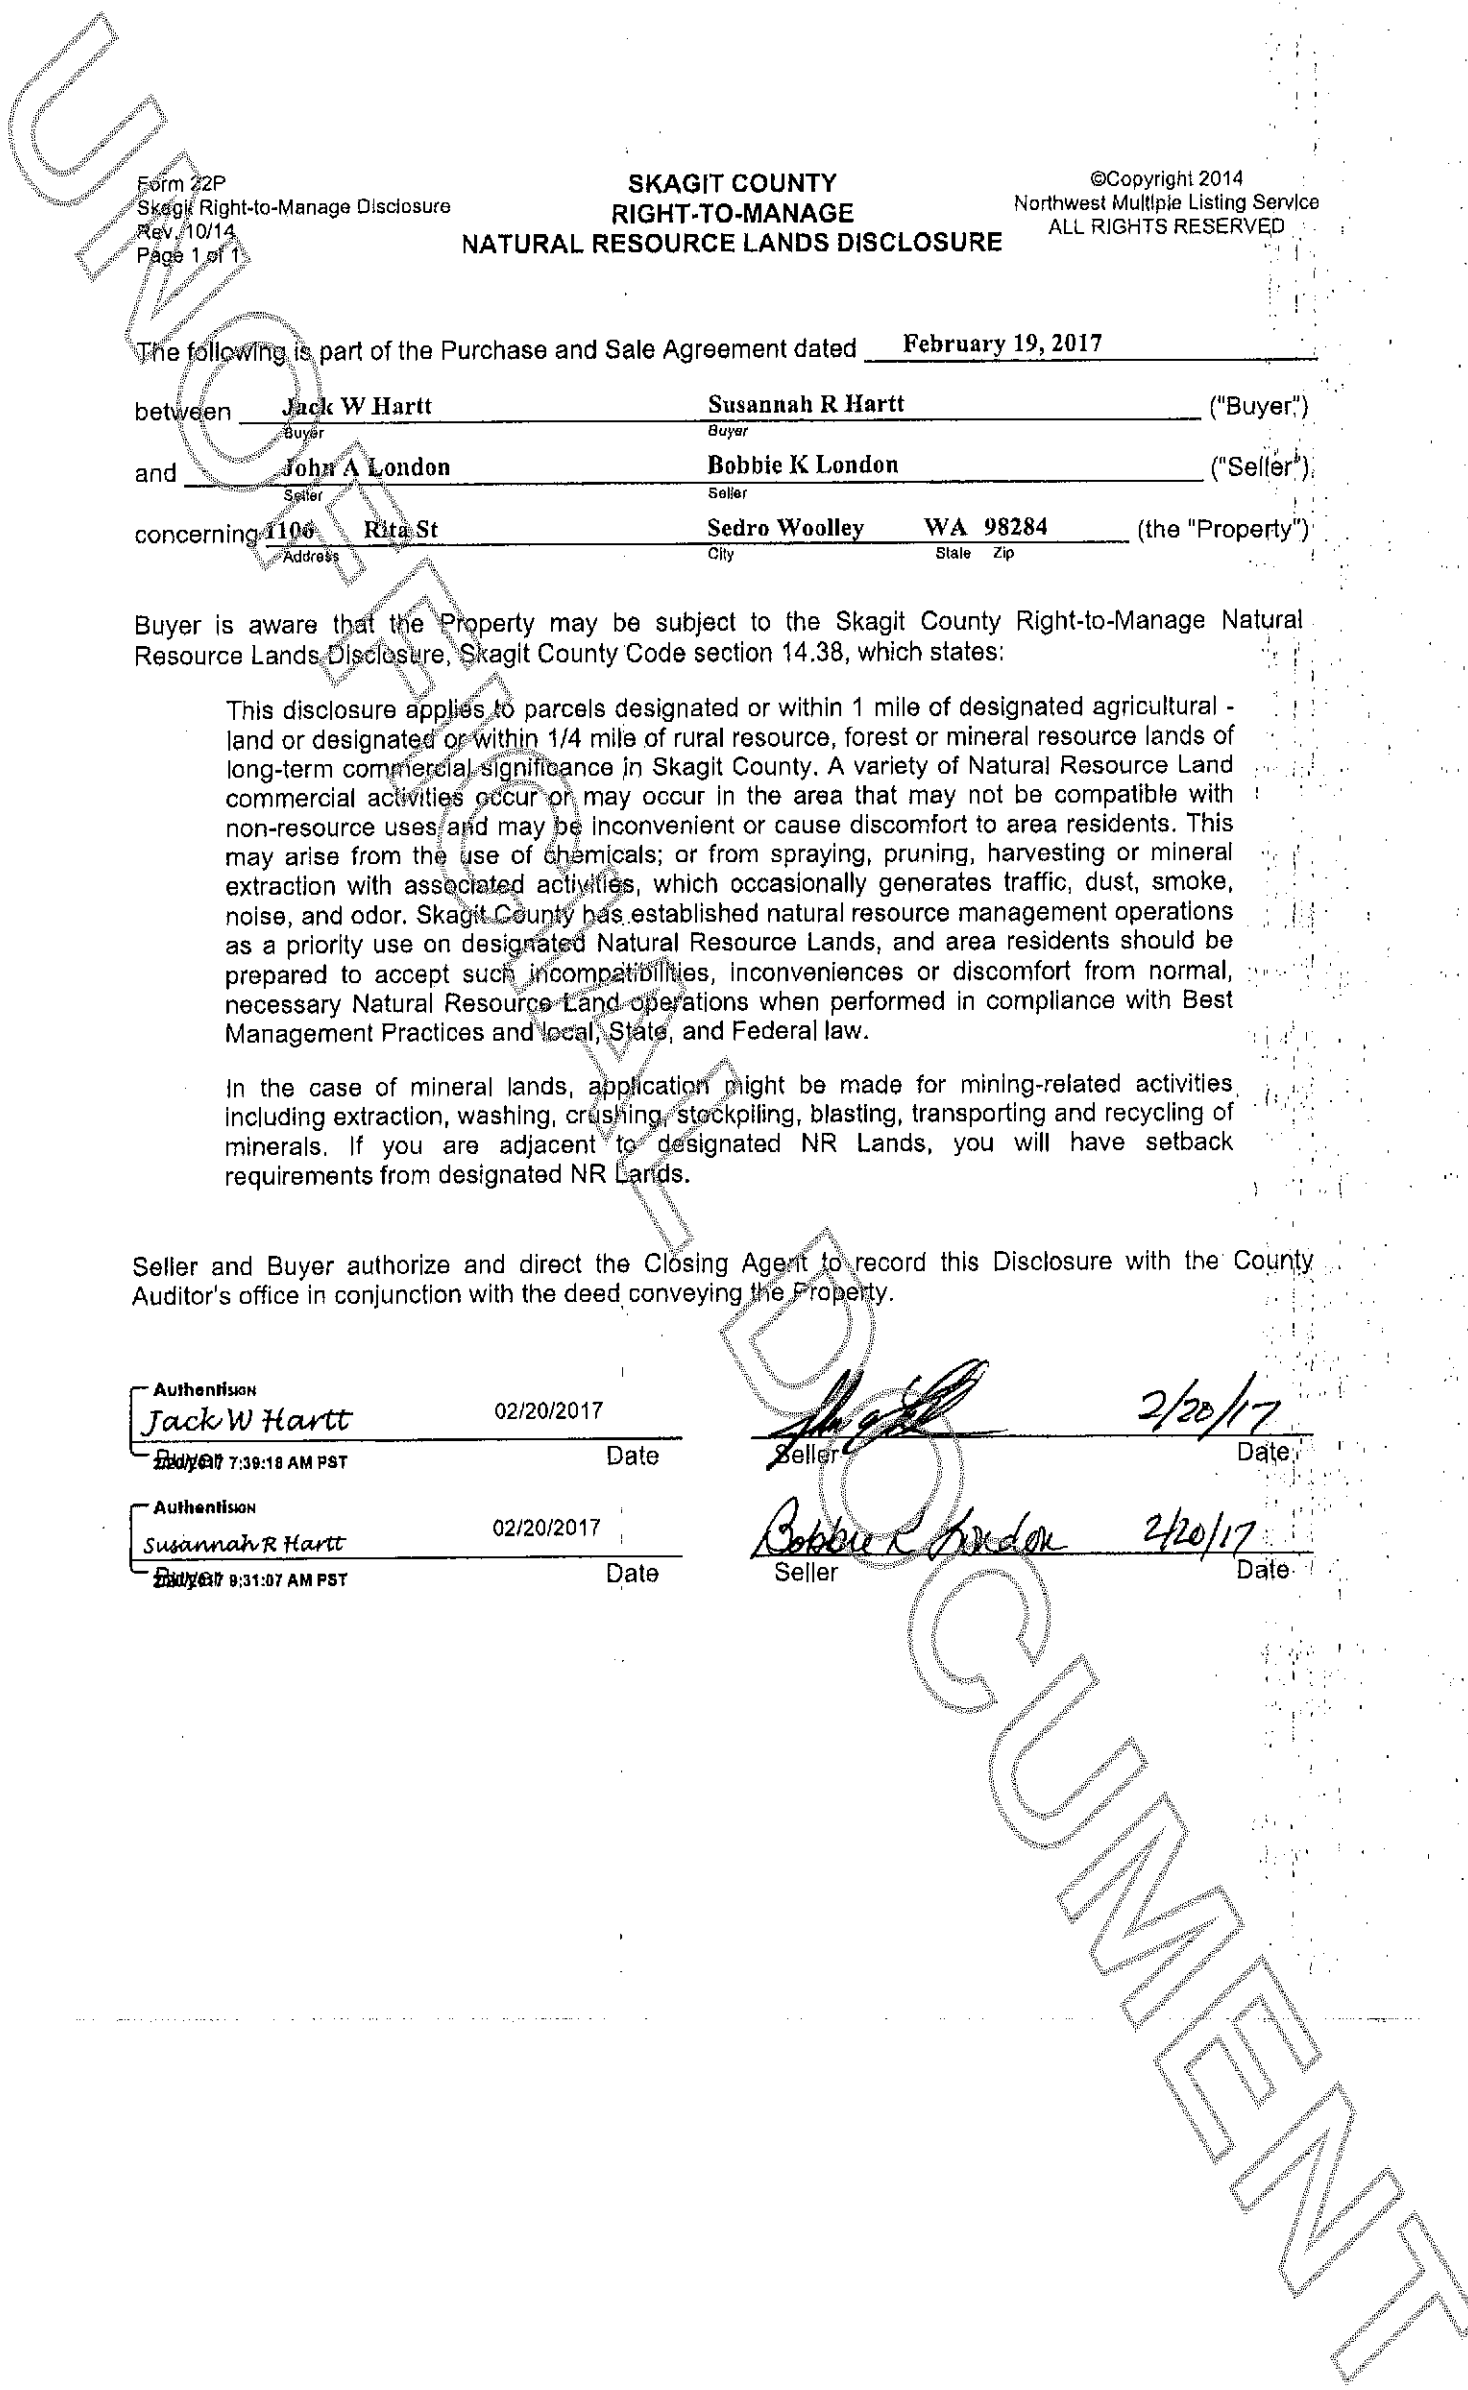 Form 22P
Skagit Right-to-Manage Disclosure
Rev. 10/14
Page 1 of 1
SKAGIT COUNTY
RIGHT-TO-MANAGE
NATURAL RESOURCE LANDS DISCLOSURE
©Copyright 2014
Northwest Multiple Listing Service
ALL RIGHTS RESERVED
The following is part of the Purchase and Sale Agreement dated February 19, 2017
between Jack W Hartt Susannah R Hartt ("Buyer")
Buyer Buyer
and John A London Bobbie K London ("Seller")
Seller Seller
concerning 1106 Rita St Sedro Woolley WA 98284 (the "Property")
Address City State Zip
Buyer is aware that the Property may be subject to the Skagit County Right-to-Manage Natural
Resource Lands Disclosure, Skagit County Code section 14.38, which states:
This disclosure applies to parcels designated or within 1 mile of designated agricultural -
land or designated or within 1/4 mile of rural resource, forest or mineral resource lands of
long-term commercial significance in Skagit County. A variety of Natural Resource Land
commercial activities occur or may occur in the area that may not be compatible with
non-resource uses and may be inconvenient or cause discomfort to area residents. This
may arise from the use of chemicals; or from spraying, pruning, harvesting or mineral
extraction with associated activities, which occasionally generates traffic, dust, smoke,
noise, and odor. Skagit County has established natural resource management operations
as a priority use on designated Natural Resource Lands, and area residents should be
prepared to accept such incompatibilities, inconveniences or discomfort from normal,
necessary Natural Resource Land operations when performed in compliance with Best
Management Practices and local, State, and Federal law.
In the case of mineral lands, application might be made for mining-related activities
including extraction, washing, crushing, stockpiling, blasting, transporting and recycling of
minerals. If you are adjacent to designated NR Lands, you will have setback
requirements from designated NR Lands.
Seller and Buyer authorize and direct the Closing Agent to record this Disclosure with the County
Auditor's office in conjunction with the deed conveying the Property.
AuthentiSIGN
Jack W Hartt 02/20/2017 2/20/17
Buyer 7:39:18 AM PST Date Seller Date
AuthentiSIGN
Susannah R Hartt 02/20/2017 Bobbie K London 2/20/17
Buyer 9:31:07 AM PST Date Seller Date
UNOFFICIAL DOCUMENT